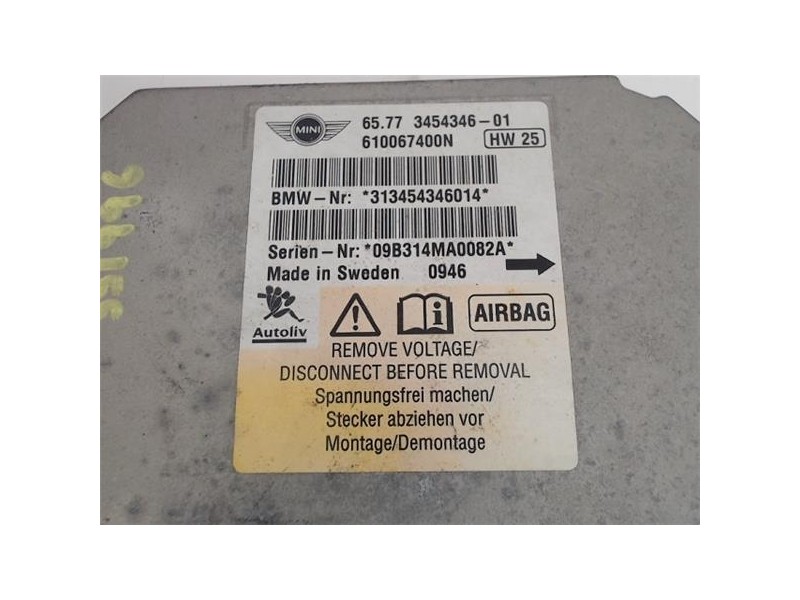 MINI
65.77 3454346-01
610067400N HW 25
BMW-Nr: *313454346014*
Serien-Nr: *09B314MA0082A*
Made in Sweden 0946
Autoliv
AIRBAG
REMOVE VOLTAGE/
DISCONNECT BEFORE REMOVAL
Spannungsfrei machen/
Stecker abziehen vor
Montage/Demontage